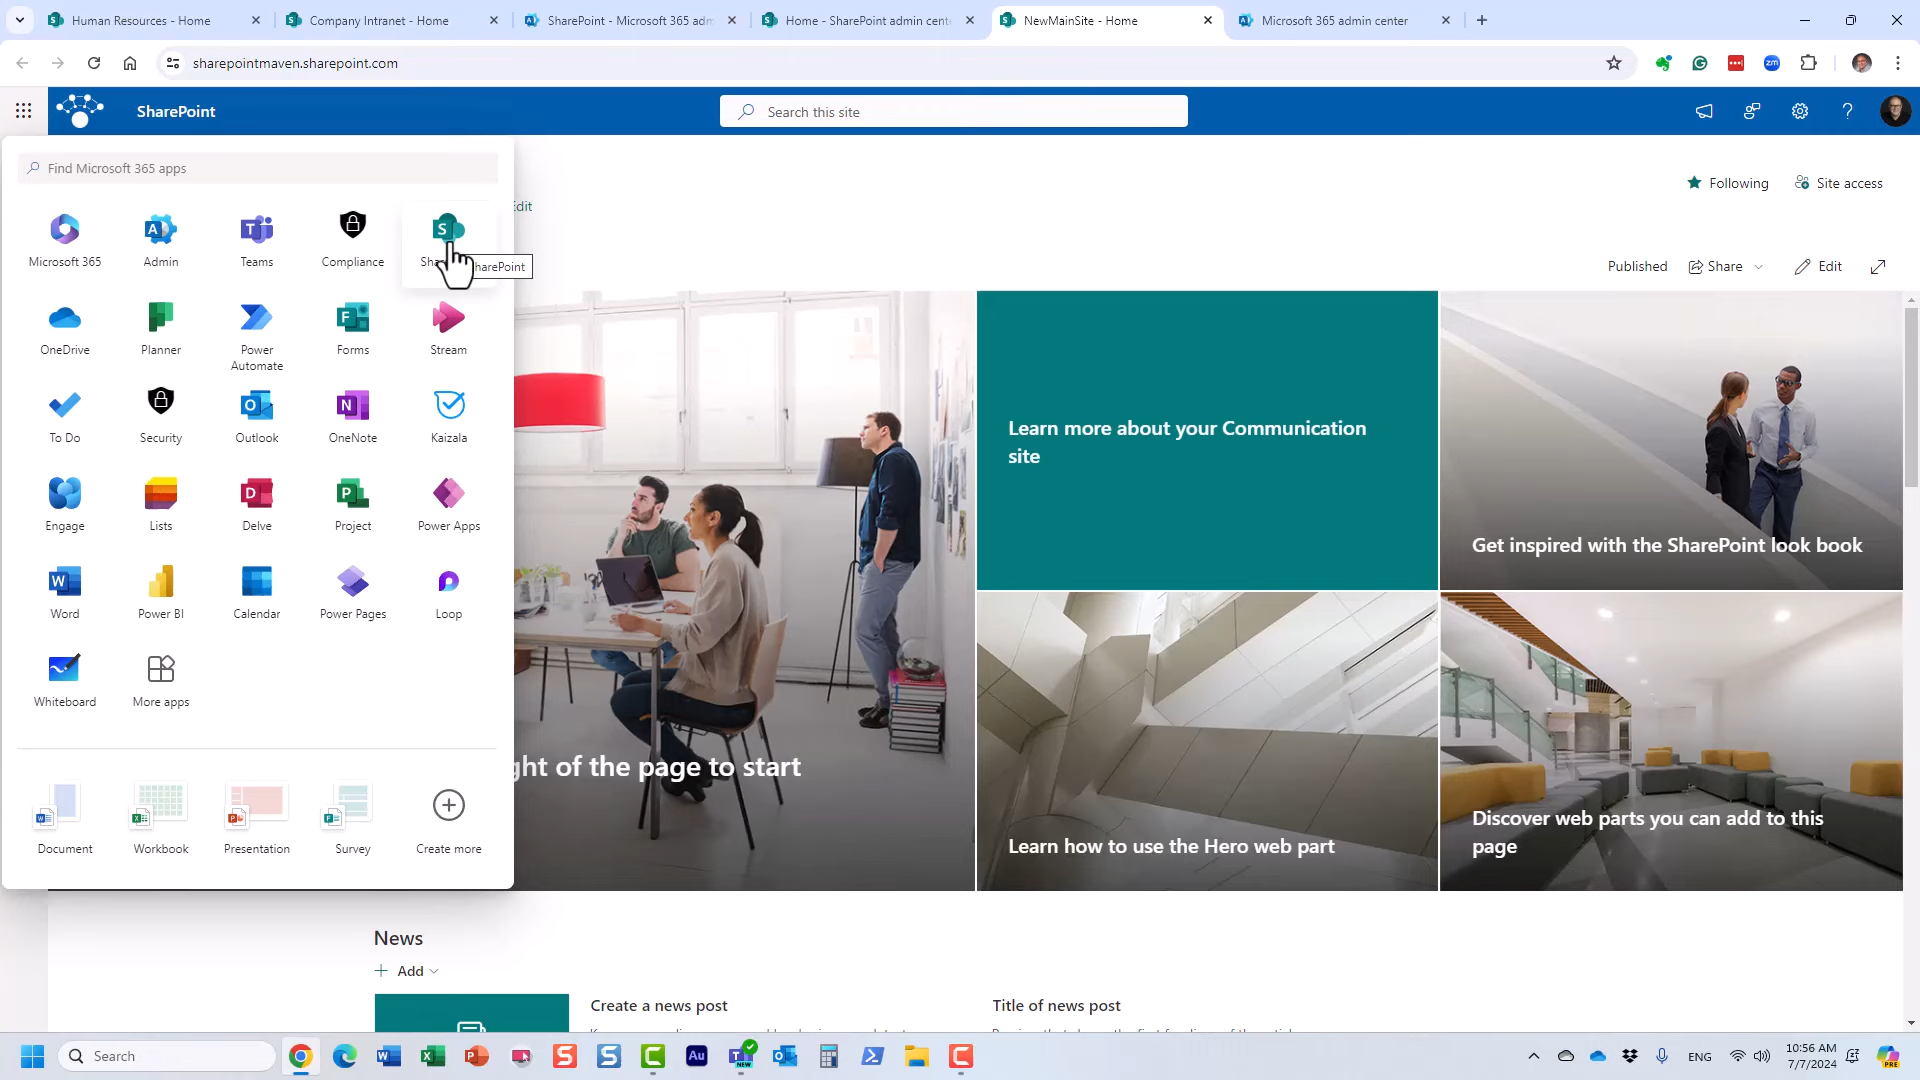 Human Resources - Home
Company Intranet - Home
SharePoint - Microsoft 365 adm
Home - SharePoint admin cent
NewMainSite - Home
Microsoft 365 admin center
sharepointmaven.sharepoint.com
SharePoint
Search this site
Find Microsoft 365 apps
Following
Site access
Edit
Microsoft 365
Admin
Teams
Compliance
SharePoint
Published
Share
Edit
OneDrive
Planner
Power Automate
Forms
Stream
To Do
Security
Outlook
OneNote
Kaizala
Engage
Lists
Delve
Project
Power Apps
Word
Power BI
Calendar
Power Pages
Loop
Whiteboard
More apps
Document
Workbook
Presentation
Survey
Create more
ght of the page to start
Learn more about your Communication
site
Get inspired with the SharePoint look book
Learn how to use the Hero web part
Discover web parts you can add to this
page
News
Add
Create a news post
Title of news post
Search
ENG
10:56 AM
7/7/2024